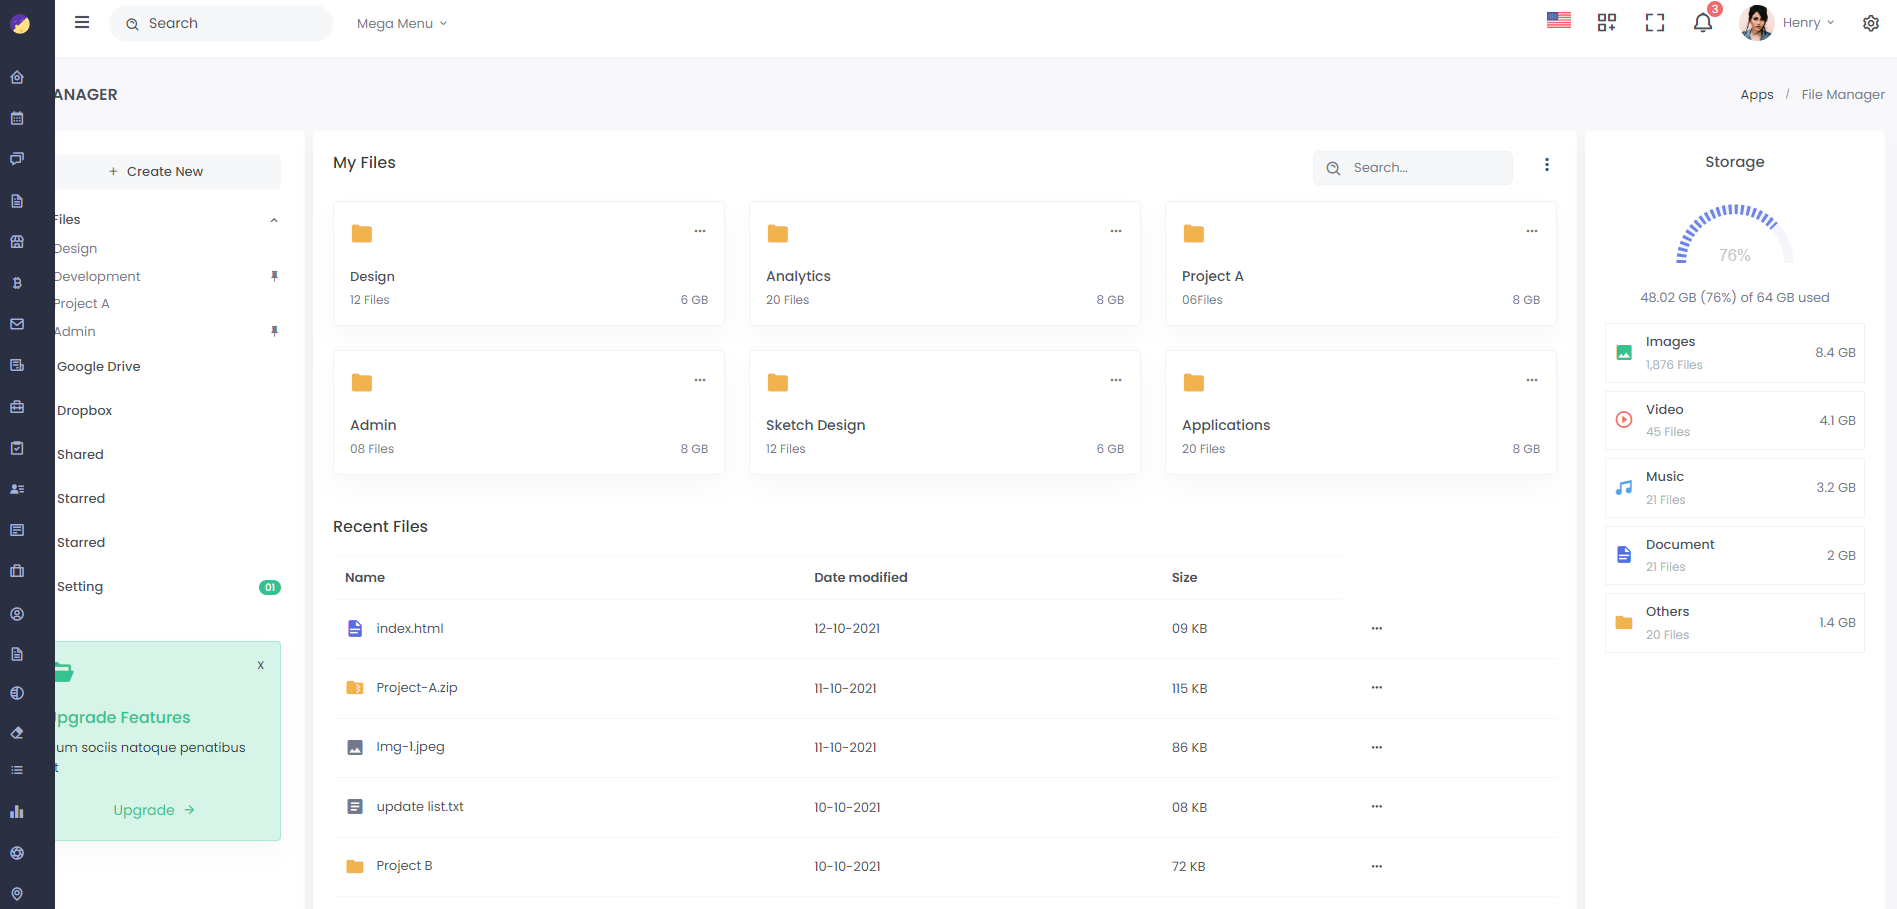 Search
Mega Menu
3
Henry
ANAGER
Apps / File Manager
+ Create New
Files
Design
Development
Project A
Admin
Google Drive
Dropbox
Shared
Starred
Starred
Setting
01
X
pgrade Features
um sociis natoque penatibus
t
Upgrade →
My Files
Search...
Design
12 Files
6 GB
Analytics
20 Files
8 GB
Project A
06Files
8 GB
Admin
08 Files
8 GB
Sketch Design
12 Files
6 GB
Applications
20 Files
8 GB
Recent Files
Name Date modified Size
index.html 12-10-2021 09 KB
Project-A.zip 11-10-2021 115 KB
Img-1.jpeg 11-10-2021 86 KB
update list.txt 10-10-2021 08 KB
Project B 10-10-2021 72 KB
Storage
76%
48.02 GB (76%) of 64 GB used
Images
1,876 Files
8.4 GB
Video
45 Files
4.1 GB
Music
21 Files
3.2 GB
Document
21 Files
2 GB
Others
20 Files
1.4 GB